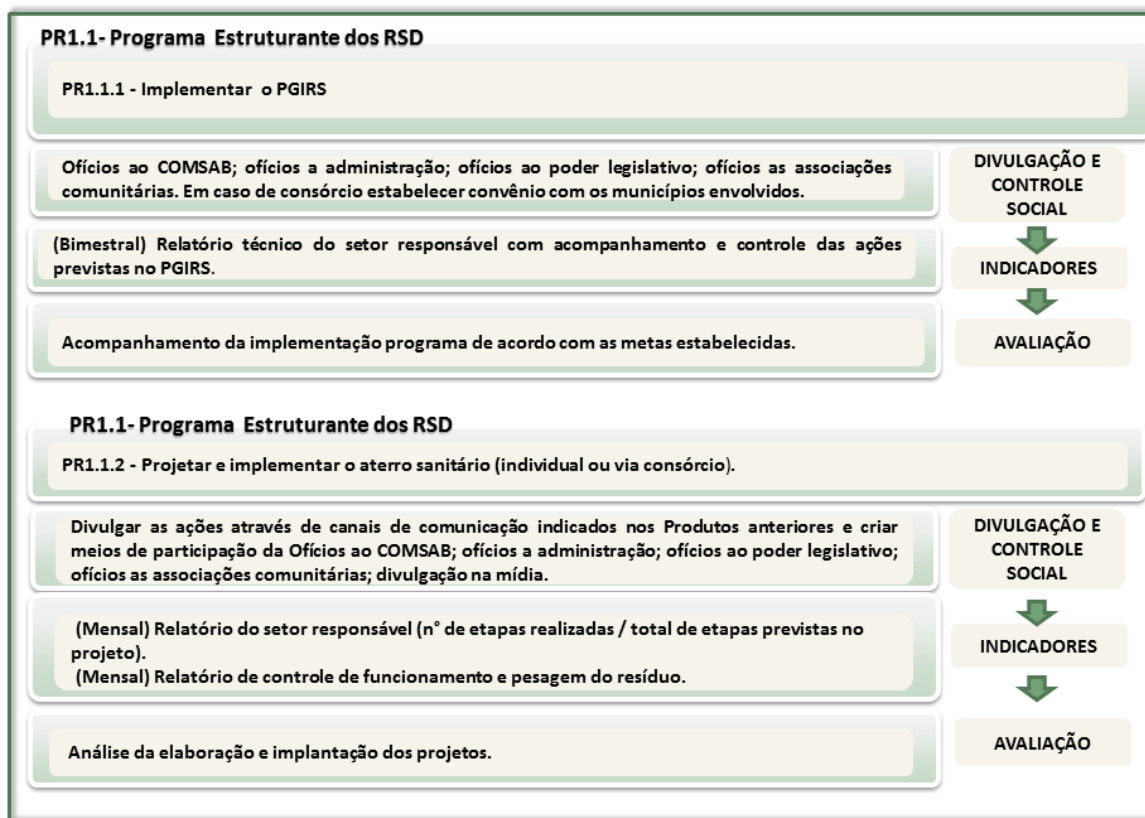 PR1.1- Programa Estruturante dos RSD
PR1.1.1 - Implementar o PGIRS
Ofícios ao COMSAB; ofícios a administração; ofícios ao poder legislativo; ofícios as associações
comunitárias. Em caso de consórcio estabelecer convênio com os municípios envolvidos.
DIVULGAÇÃO E
CONTROLE
SOCIAL
(Bimestral) Relatório técnico do setor responsável com acompanhamento e controle das ações
previstas no PGIRS.
INDICADORES
Acompanhamento da implementação programa de acordo com as metas estabelecidas.
AVALIAÇÃO
PR1.1- Programa Estruturante dos RSD
PR1.1.2 - Projetar e implementar o aterro sanitário (individual ou via consórcio).
Divulgar as ações através de canais de comunicação indicados nos Produtos anteriores e criar
meios de participação da Ofícios ao COMSAB; ofícios a administração; ofícios ao poder legislativo;
ofícios as associações comunitárias; divulgação na mídia.
DIVULGAÇÃO E
CONTROLE
SOCIAL
(Mensal) Relatório do setor responsável (n° de etapas realizadas / total de etapas previstas no
projeto).
(Mensal) Relatório de controle de funcionamento e pesagem do resíduo.
INDICADORES
Análise da elaboração e implantação dos projetos.
AVALIAÇÃO